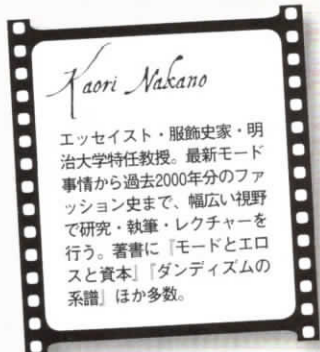 Kaori Nakano
エッセイスト・服飾史家・明
治大学特任教授。最新モード
事情から過去2000年分のファ
ッション史まで、幅広い視野
で研究・執筆・レクチャーを
行う。著書に『モードとエロ
スと資本』『ダンディズムの
系譜』ほか多数。